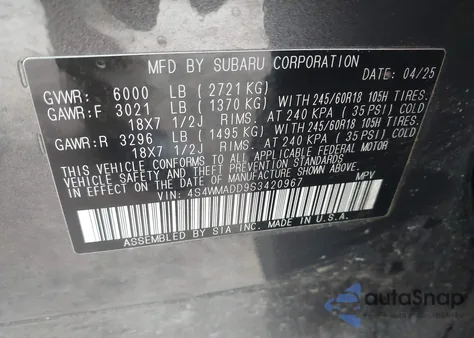 MFD BY SUBARU CORPORATION
DATE: 04/25
GVWR: 6000 LB (2721 KG)
GAWR:F 3021 LB (1370 KG) WITH 245/60R18 105H TIRES.
18X7 1/2J RIMS. AT 240 KPA (35 PSI) COLD
GAWR:R 3296 LB (1495 KG) WITH 245/60R18 105H TIRES.
18X7 1/2J RIMS. AT 240 KPA (35 PSI) COLD
THIS VEHICLE CONFORMS TO ALL APPLICABLE FEDERAL MOTOR
VEHICLE SAFETY AND THEFT PREVENTION STANDARDS
IN EFFECT ON THE DATE OF MANUFACTURE SHOWN ABOVE.
VIN: 4S4WMADD9S3420967 MPV
ASSEMBLED BY SIA INC. MADE IN U.S.A.
autoSnap